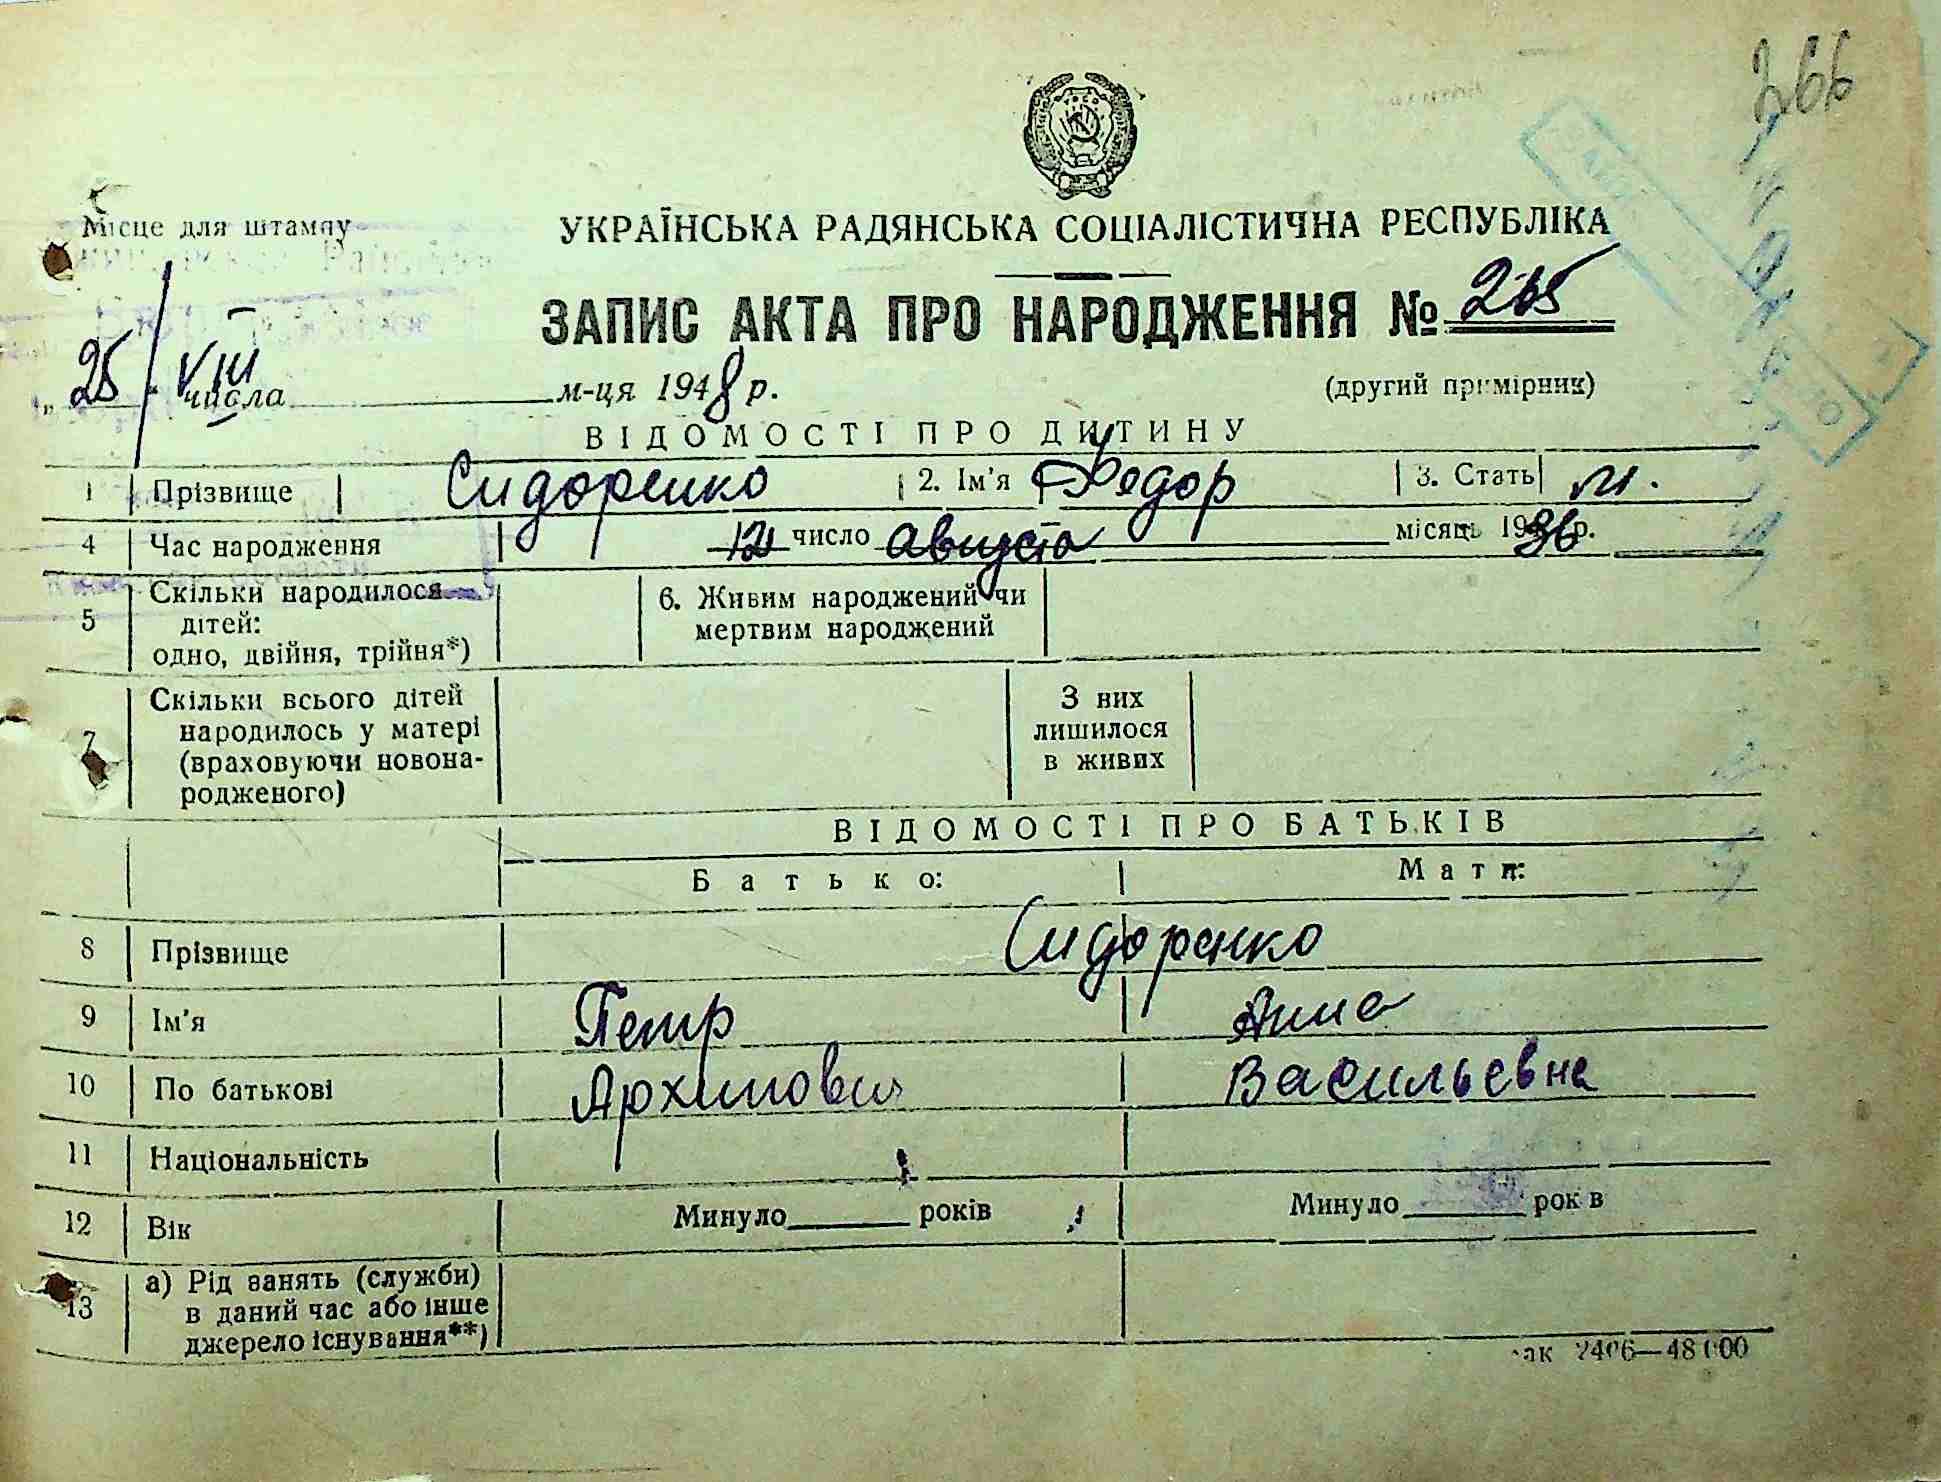 266
Місце для штампу
УКРАЇНСЬКА РАДЯНСЬКА СОЦІАЛІСТИЧНА РЕСПУБЛІКА
ЗАПИС АКТА ПРО НАРОДЖЕННЯ № 265
„ 25 " VIII числа м-ця 1948 р. (другий примірник)
ВІДОМОСТІ ПРО ДИТИНУ
1 Прізвище Сидоренко 2. Ім'я Федор 3. Стать м.
4 Час народження число Августа місяць 1936 р.
5 Скільки народилося дітей: одно, двійня, трійня*) 6. Живим народжений чи мертвим народжений
7 Скільки всього дітей народилось у матері (враховуючи новонародженого) З них лишилося в живих
ВІДОМОСТІ ПРО БАТЬКІВ
Батько: Мати:
8 Прізвище Сидоренко
9 Ім'я Петр Анна
10 По батькові Архипович Васильевна
11 Національність
12 Вік Минуло років Минуло років
13 а) Рід занять (служби) в даний час або інше джерело існування**)